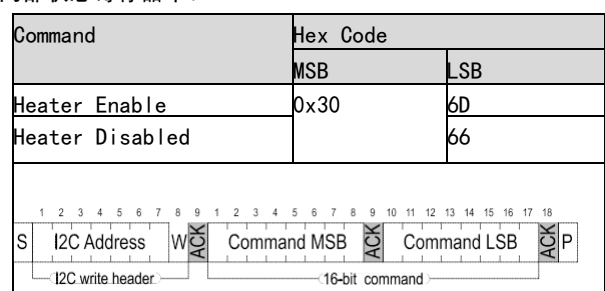 Command Hex Code
MSB LSB
Heater Enable 0x30 6D
Heater Disabled 66
1 2 3 4 5 6 7 8 9 1 2 3 4 5 6 7 8 9 10 11 12 13 14 15 16 17 18
S I2C Address W ACK Command MSB ACK Command LSB ACK P
I2C write header 16-bit command